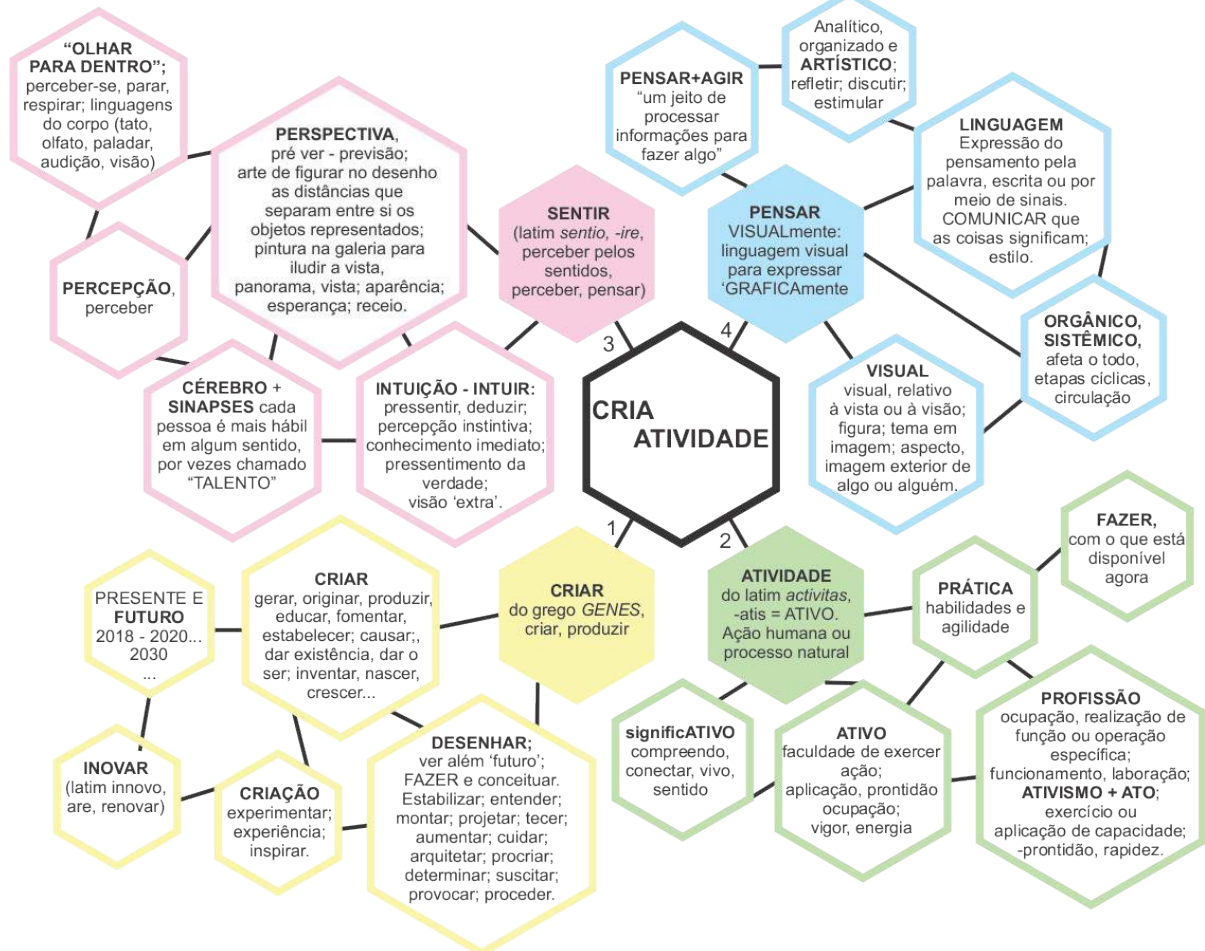 “OLHAR
PARA DENTRO”;
perceber-se, parar,
respirar; linguagens
do corpo (tato,
olfato, paladar,
audição, visão)
PERSPECTIVA,
pré ver - previsão;
arte de figurar no desenho
as distâncias que
separam entre si os
objetos representados;
pintura na galeria para
iludir a vista,
panorama, vista; aparência;
esperança; receio.
PERCEPÇÃO,
perceber
CÉREBRO +
SINAPSES cada
pessoa é mais hábil
em algum sentido,
por vezes chamado
“TALENTO”
INTUIÇÃO - INTUIR:
pressentir, deduzir;
percepção instintiva;
conhecimento imediato;
pressentimento da
verdade;
visão ‘extra’.
SENTIR
(latim sentio, -ire,
perceber pelos
sentidos,
perceber, pensar)
3
PENSAR+AGIR
“um jeito de
processar
informações para
fazer algo”
Analítico,
organizado e
ARTÍSTICO;
refletir; discutir;
estimular
LINGUAGEM
Expressão do
pensamento pela
palavra, escrita ou por
meio de sinais.
COMUNICAR que
as coisas significam;
estilo.
PENSAR
VISUALmente:
linguagem visual
para expressar
‘GRAFICAmente
4
ORGÂNICO,
SISTÊMICO,
afeta o todo,
etapas cíclicas,
circulação
VISUAL
visual, relativo
à vista ou à visão;
figura; tema em
imagem; aspecto,
imagem exterior de
algo ou alguém.
CRIA
ATIVIDADE
1
2
CRIAR
do grego GENES,
criar, produzir
CRIAR
gerar, originar, produzir,
educar, fomentar,
estabelecer; causar;,
dar existência, dar o
ser; inventar, nascer,
crescer...
PRESENTE E
FUTURO
2018 - 2020...
2030
...
INOVAR
(latim innovo,
are, renovar)
CRIAÇÃO
experimentar;
experiência;
inspirar.
DESENHAR;
ver além ‘futuro’;
FAZER e conceituar.
Estabilizar; entender;
montar; projetar; tecer;
aumentar; cuidar;
arquitetar; procriar;
determinar; suscitar;
provocar; proceder.
ATIVIDADE
do latim activitas,
-atis = ATIVO.
Ação humana ou
processo natural
PRÁTICA
habilidades e
agilidade
FAZER,
com o que está
disponível
agora
significATIVO
compreendo,
conectar, vivo,
sentido
ATIVO
faculdade de exercer
ação;
aplicação, prontidão
ocupação;
vigor, energia
PROFISSÃO
ocupação, realização de
função ou operação
específica;
funcionamento, laboração;
ATIVISMO + ATO;
exercício ou
aplicação de capacidade;
-prontidão, rapidez.